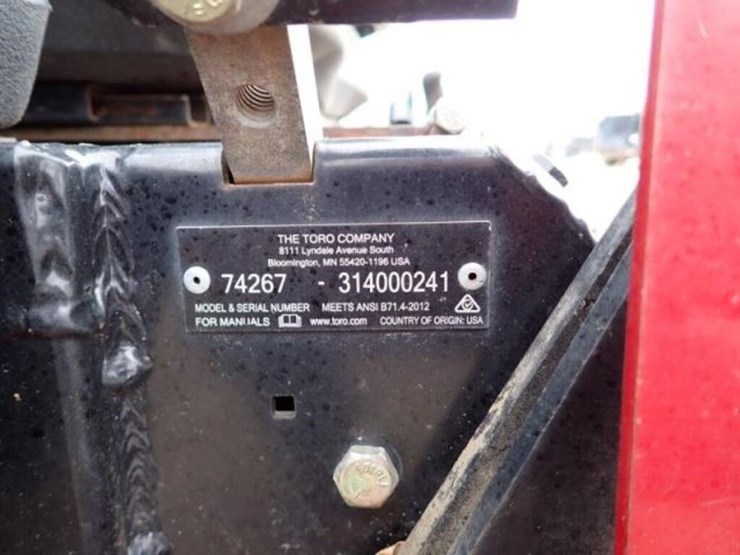 THE TORO COMPANY
8111 Lyndale Avenue South
Bloomington, MN 55420-1196 USA
74267 - 314000241
MODEL & SERIAL NUMBER MEETS ANSI B71.4-2012
FOR MANUALS www.toro.com COUNTRY OF ORIGIN: USA